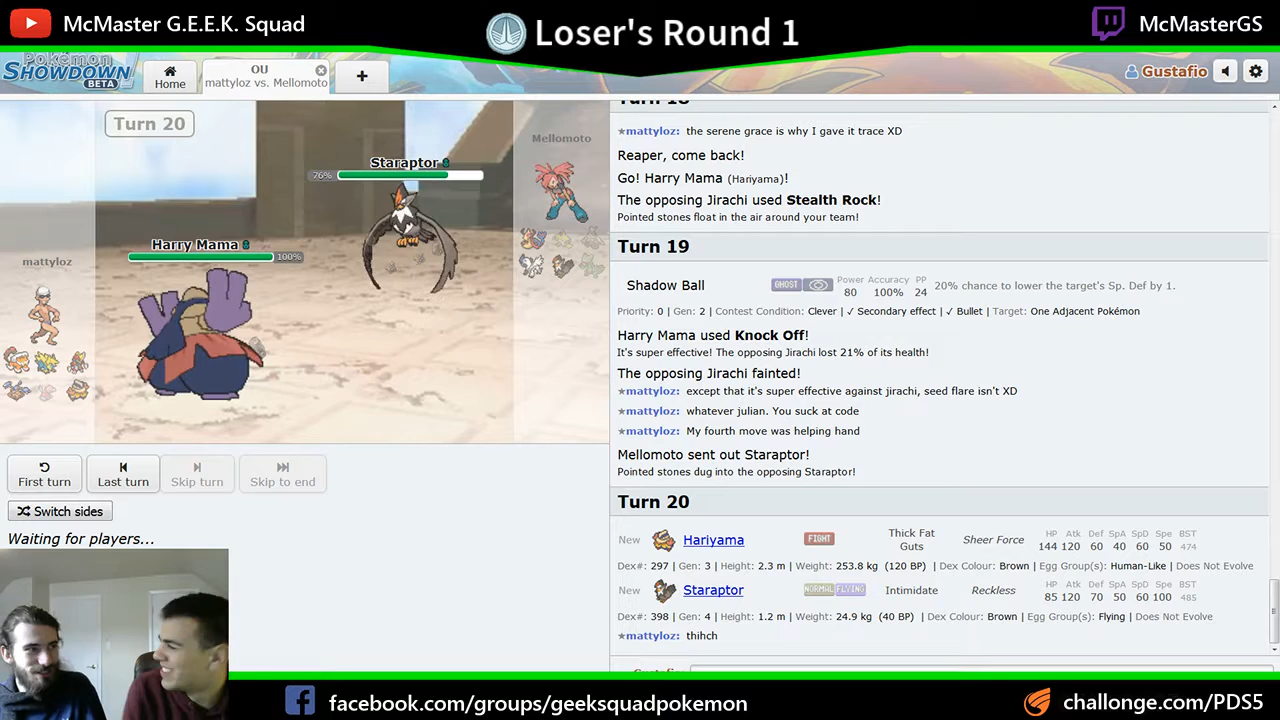 McMaster G.E.E.K. Squad
Loser's Round 1
McMasterGS
Pokémon
SHOWDOWN
BETA
Home
OU
mattyloz vs. Mellomoto
Gustafio
Turn 20
mattyloz
Mellomoto
Staraptor
76%
Harry Mama
100%
First turn
Last turn
Skip turn
Skip to end
Switch sides
Waiting for players...
Turn 18
★mattyloz: the serene grace is why I gave it trace XD
Reaper, come back!
Go! Harry Mama (Hariyama)!
The opposing Jirachi used Stealth Rock!
Pointed stones float in the air around your team!
Turn 19
Shadow Ball GHOST Power 80 Accuracy 100% PP 24 20% chance to lower the target's Sp. Def by 1.
Priority: 0 | Gen: 2 | Contest Condition: Clever | ✓ Secondary effect | ✓ Bullet | Target: One Adjacent Pokémon
Harry Mama used Knock Off!
It's super effective! The opposing Jirachi lost 21% of its health!
The opposing Jirachi fainted!
★mattyloz: except that it's super effective against jirachi, seed flare isn't XD
★mattyloz: whatever julian. You suck at code
★mattyloz: My fourth move was helping hand
Mellomoto sent out Staraptor!
Pointed stones dug into the opposing Staraptor!
Turn 20
New Hariyama FIGHT Thick Fat Guts Sheer Force HP 144 Atk 120 Def 60 SpA 40 SpD 60 Spe 50 BST 474
Dex#: 297 | Gen: 3 | Height: 2.3 m | Weight: 253.8 kg (120 BP) | Dex Colour: Brown | Egg Group(s): Human-Like | Does Not Evolve
New Staraptor NORMAL FLYING Intimidate Reckless HP 85 Atk 120 Def 70 SpA 50 SpD 60 Spe 100 BST 485
Dex#: 398 | Gen: 4 | Height: 1.2 m | Weight: 24.9 kg (40 BP) | Dex Colour: Brown | Egg Group(s): Flying | Does Not Evolve
★mattyloz: thihch
facebook.com/groups/geeksquadpokemon
challonge.com/PDS5